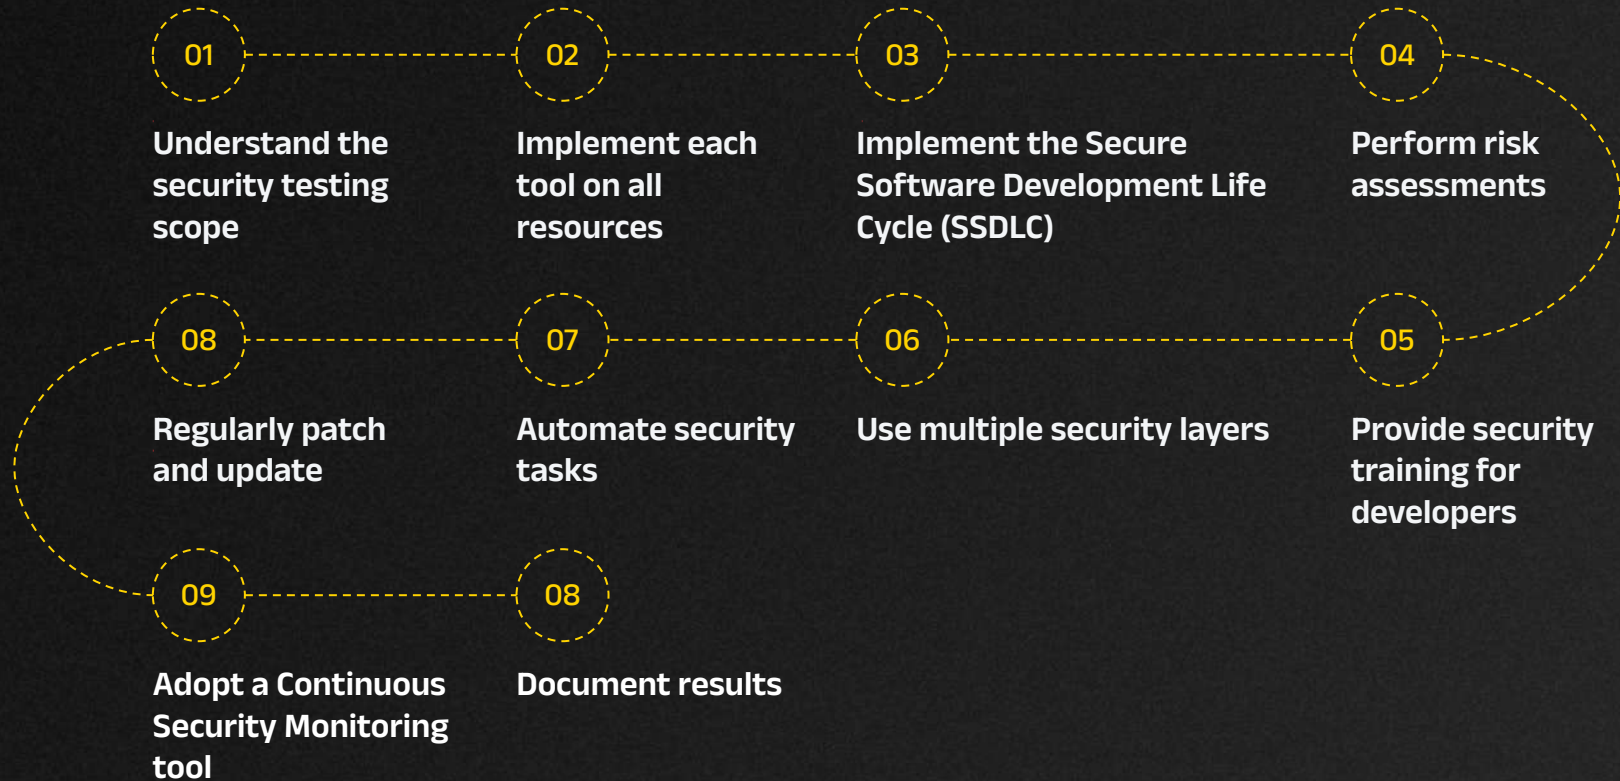 01
Understand the
security testing
scope
02
Implement each
tool on all
resources
03
Implement the Secure
Software Development Life
Cycle (SSDLC)
04
Perform risk
assessments
05
Provide security
training for
developers
06
Use multiple security layers
07
Automate security
tasks
08
Regularly patch
and update
09
Adopt a Continuous
Security Monitoring
tool
08
Document results